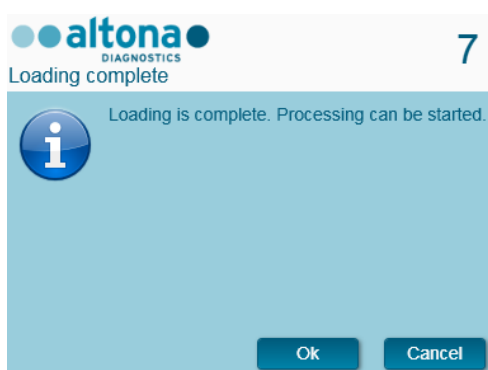 altona
DIAGNOSTICS
7
Loading complete
Loading is complete. Processing can be started.
Ok
Cancel